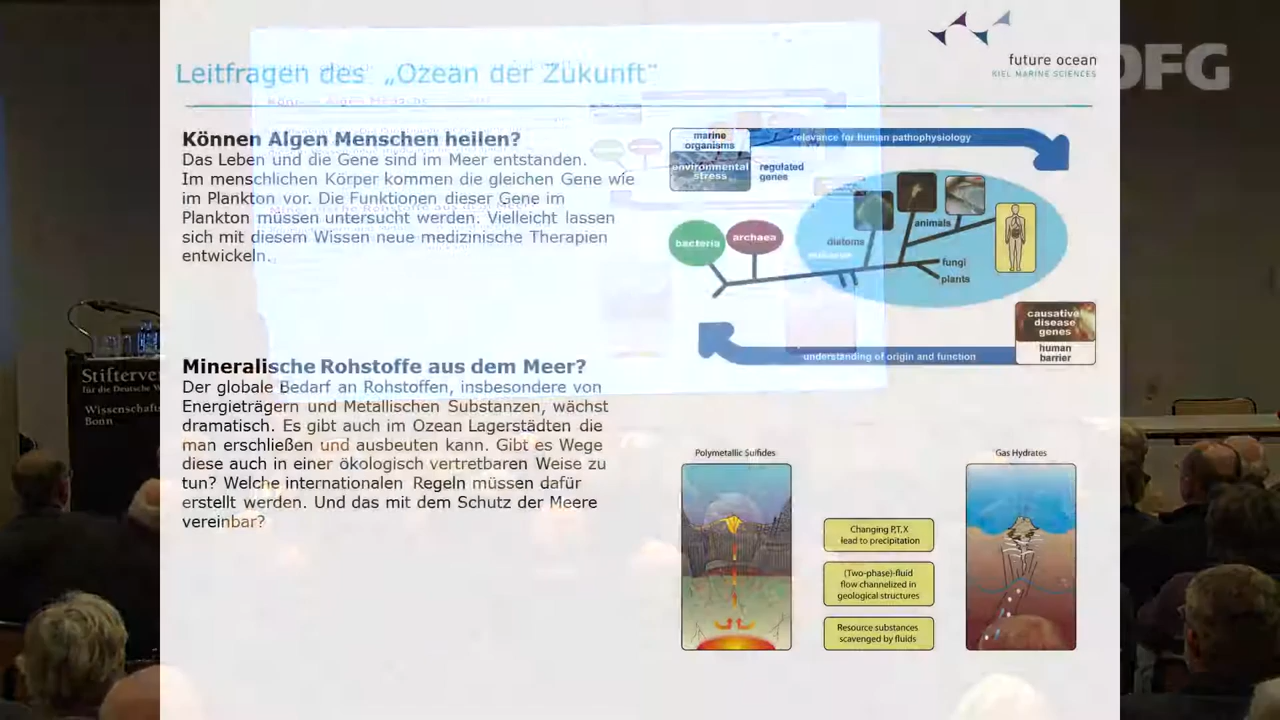 Leitfragen des „Ozean der Zukunft“
future ocean
KIEL MARINE SCIENCES
DFG
Können Algen Menschen heilen?
Das Leben und die Gene sind im Meer entstanden.
Im menschlichen Körper kommen die gleichen Gene wie
im Plankton vor. Die Funktionen dieser Gene im
Plankton müssen untersucht werden. Vielleicht lassen
sich mit diesem Wissen neue medizinische Therapien
entwickeln.
marine
organisms
environmental
stress
relevance for human pathophysiology
regulated
genes
bacteria
archaea
diatoms
animals
fungi
plants
causative
disease
genes
human
barrier
understanding of origin and function
Mineralische Rohstoffe aus dem Meer?
Der globale Bedarf an Rohstoffen, insbesondere von
Energieträgern und Metallischen Substanzen, wächst
dramatisch. Es gibt auch im Ozean Lagerstädten die
man erschließen und ausbeuten kann. Gibt es Wege
diese auch in einer ökologisch vertretbaren Weise zu
tun? Welche internationalen Regeln müssen dafür
erstellt werden. Und das mit dem Schutz der Meere
vereinbar?
Polymetallic Sulfides
Gas Hydrates
Changing P,T,X
lead to precipitation
(Two-phase)-fluid
flow channelized in
geological structures
Resource substances
scavenged by fluids
Stifterve
für die Deutsche W
Wissenschafts
Bonn